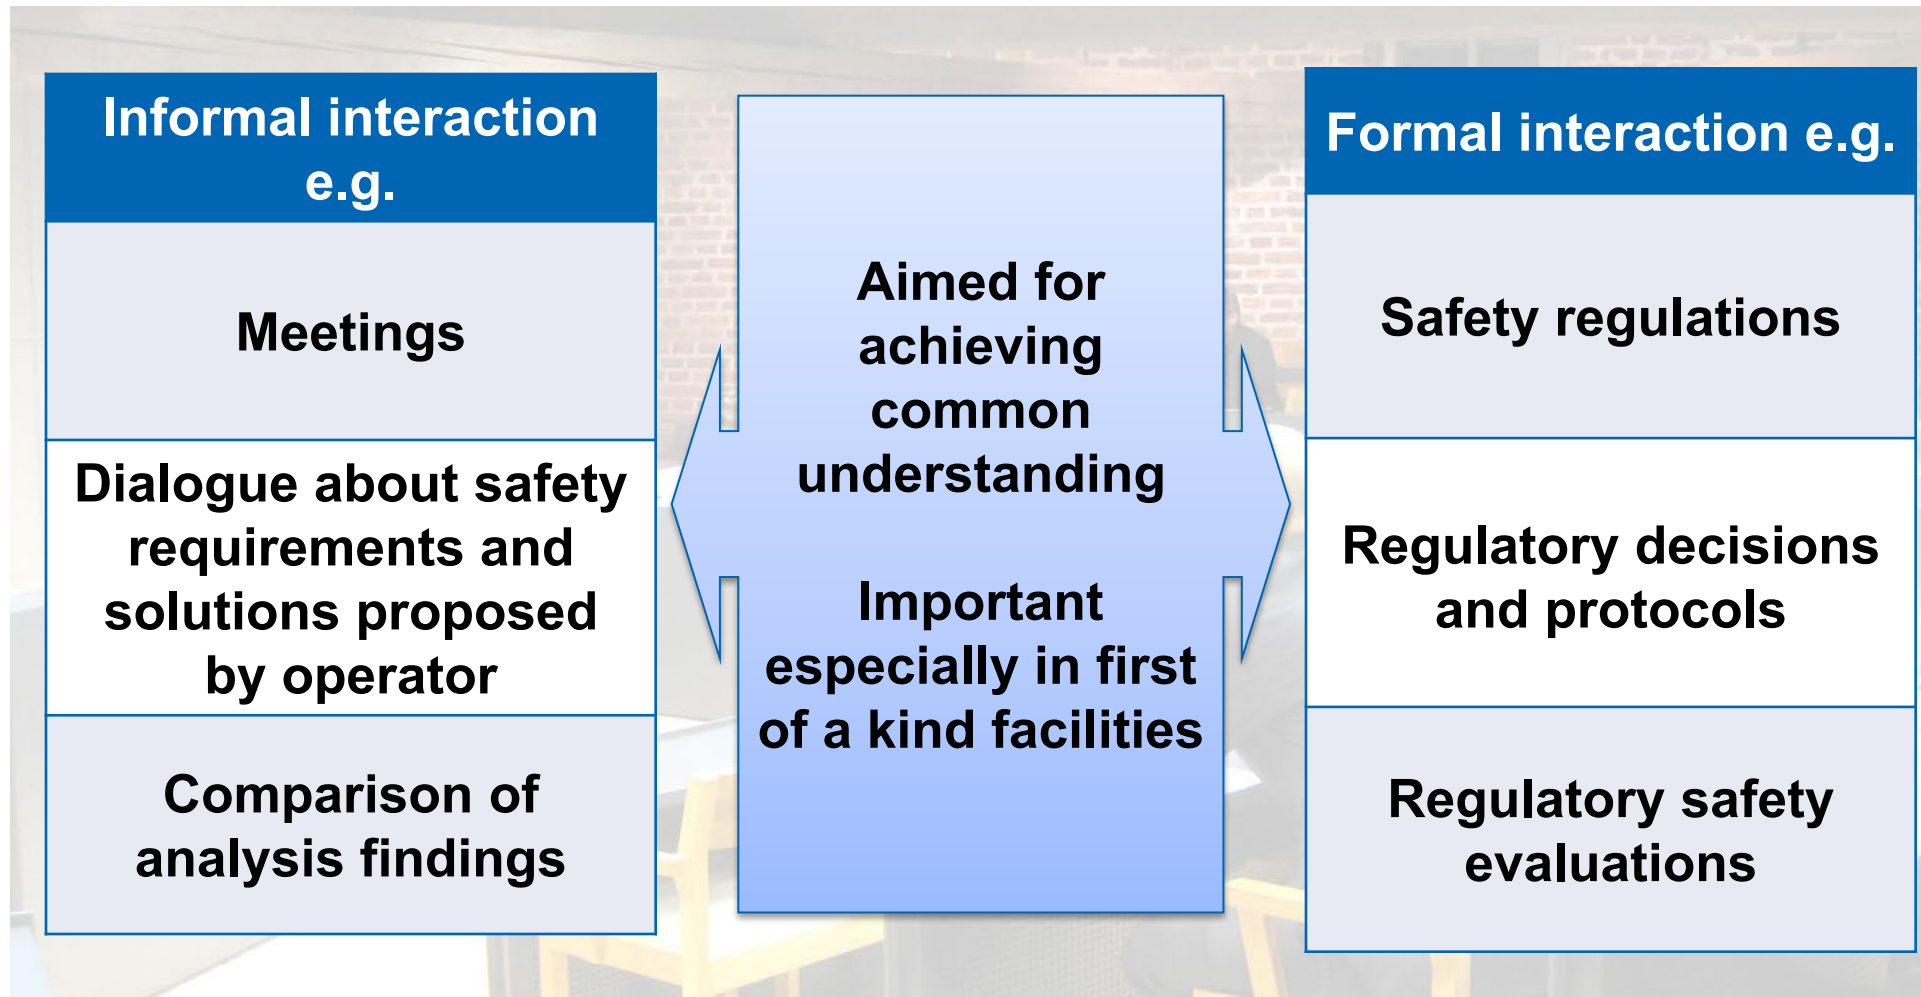 Informal interaction
e.g.
Meetings
Dialogue about safety
requirements and
solutions proposed
by operator
Comparison of
analysis findings
Aimed for
achieving
common
understanding
Important
especially in first
of a kind facilities
Formal interaction e.g.
Safety regulations
Regulatory decisions
and protocols
Regulatory safety
evaluations